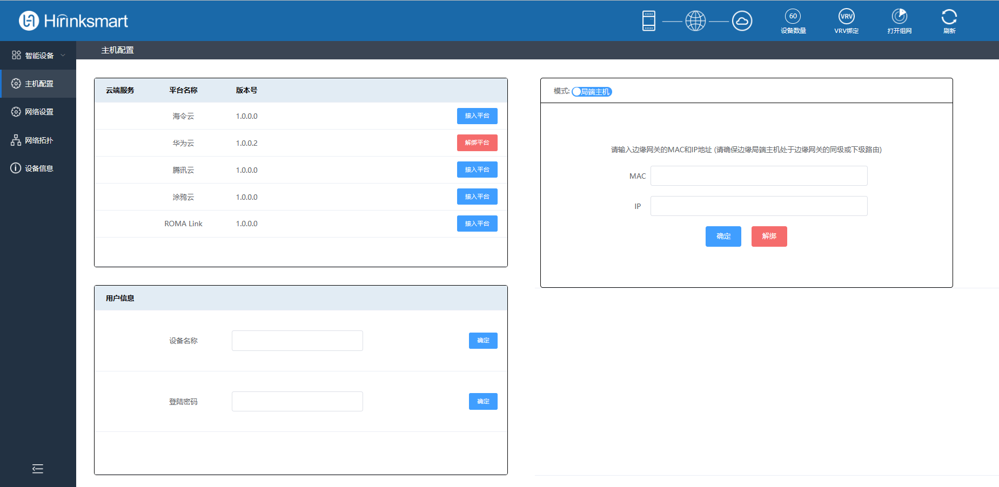 Hirinksmart
60
设备数量
VRV
VRV绑定
打开组网
刷新
智能设备
主机配置
网络设置
网络拓扑
设备信息
主机配置
云端服务 平台名称 版本号
海令云 1.0.0.0 接入平台
华为云 1.0.0.2 解绑平台
腾讯云 1.0.0.0 接入平台
涂鸦云 1.0.0.0 接入平台
ROMA Link 1.0.0.0 接入平台
用户信息
设备名称 确定
登陆密码 确定
模式: 局端主机
请输入边缘网关的MAC和IP地址 (请确保边缘局端主机处于边缘网关的同级或下级路由)
MAC
IP
确定 解绑